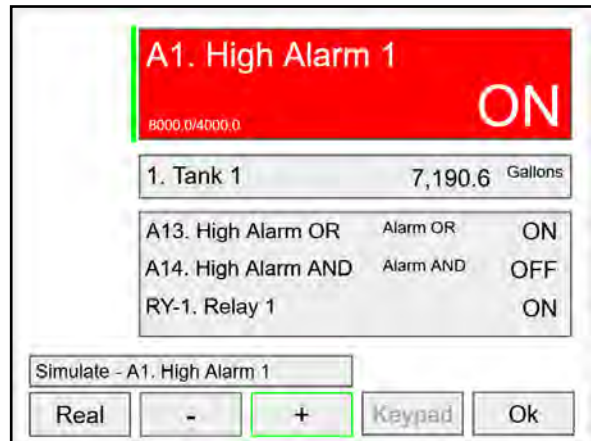 A1. High Alarm 1
ON
8000.0/4000.0
1. Tank 1 7,190.6 Gallons
A13. High Alarm OR Alarm OR ON
A14. High Alarm AND Alarm AND OFF
RY-1. Relay 1 ON
Simulate - A1. High Alarm 1
Real - + Keypad Ok